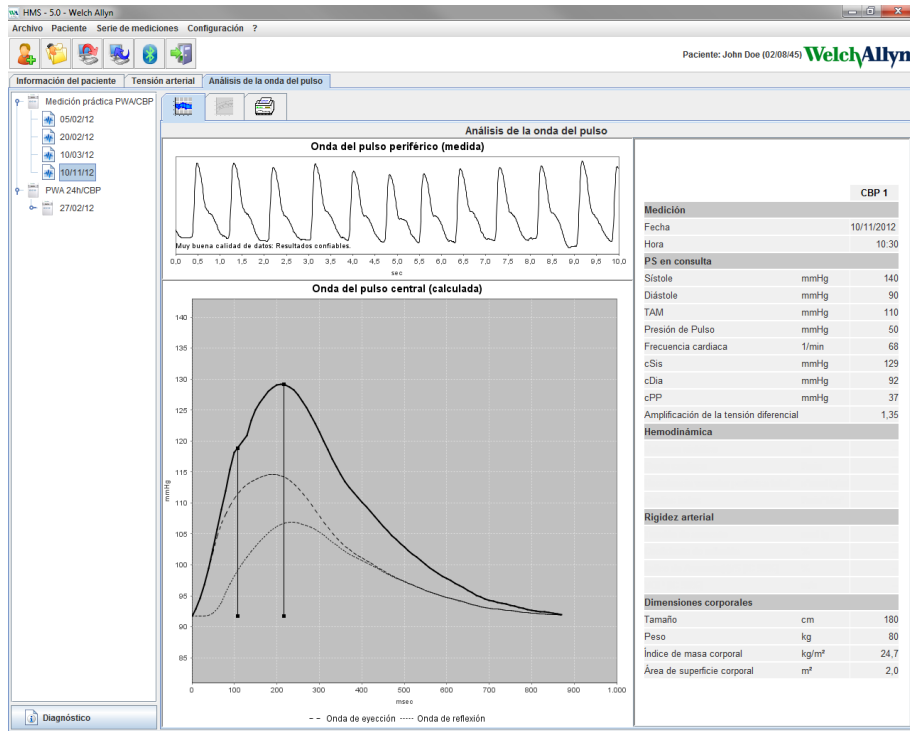 WA HMS - 5.0 - Welch Allyn
Archivo Paciente Serie de mediciones Configuración ?
Paciente: John Doe (02/08/45) WelchAllyn
Información del paciente Tensión arterial Análisis de la onda del pulso
Medición práctica PWA/CBP
05/02/12
20/02/12
10/03/12
10/11/12
PWA 24h/CBP
27/02/12
Diagnóstico
Análisis de la onda del pulso
Onda del pulso periférico (medida)
Muy buena calidad de datos: Resultados confiables.
0,0 0,5 1,0 1,5 2,0 2,5 3,0 3,5 4,0 4,5 5,0 5,5 6,0 6,5 7,0 7,5 8,0 8,5 9,0 9,5 10,0
sec
Onda del pulso central (calculada)
140
135
130
125
120
115
110
105
100
95
90
85
mmHg
0 100 200 300 400 500 600 700 800 900 1.000
msec
Onda de eyección Onda de reflexión
CBP 1
Medición
Fecha 10/11/2012
Hora 10:30
PS en consulta
Sístole mmHg 140
Diástole mmHg 90
TAM mmHg 110
Presión de Pulso mmHg 50
Frecuencia cardiaca 1/min 68
cSis mmHg 129
cDia mmHg 92
cPP mmHg 37
Amplificación de la tensión diferencial 1,35
Hemodinámica
Rigidez arterial
Dimensiones corporales
Tamaño cm 180
Peso kg 80
Índice de masa corporal kg/m² 24,7
Área de superficie corporal m² 2,0